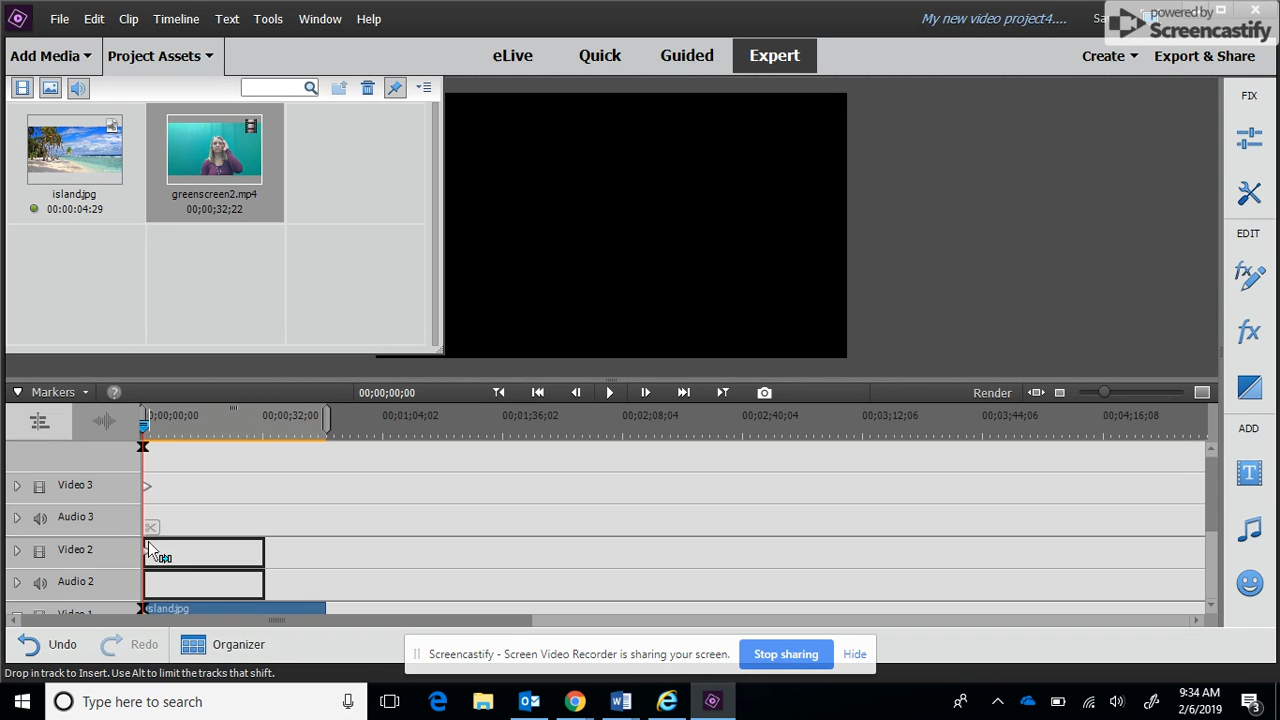 File Edit Clip Timeline Text Tools Window Help
My new video project4....
powered by
Screencastify
Add Media
Project Assets
eLive
Quick
Guided
Expert
Create
Export & Share
FIX
island.jpg
00:00:04:29
greenscreen2.mp4
00;00;32;22
EDIT
Markers
00;00;00;00
Render
;00;00;00
00;00;32;00
00;01;04;02
00;01;36;02
00;02;08;04
00;02;40;04
00;03;12;06
00;03;44;06
00;04;16;08
ADD
Video 3
Audio 3
Video 2
Audio 2
island.jpg
Undo
Redo
Organizer
Screencastify - Screen Video Recorder is sharing your screen.
Stop sharing
Hide
Drop in track to Insert. Use Alt to limit the tracks that shift.
Type here to search
9:34 AM
2/6/2019
3